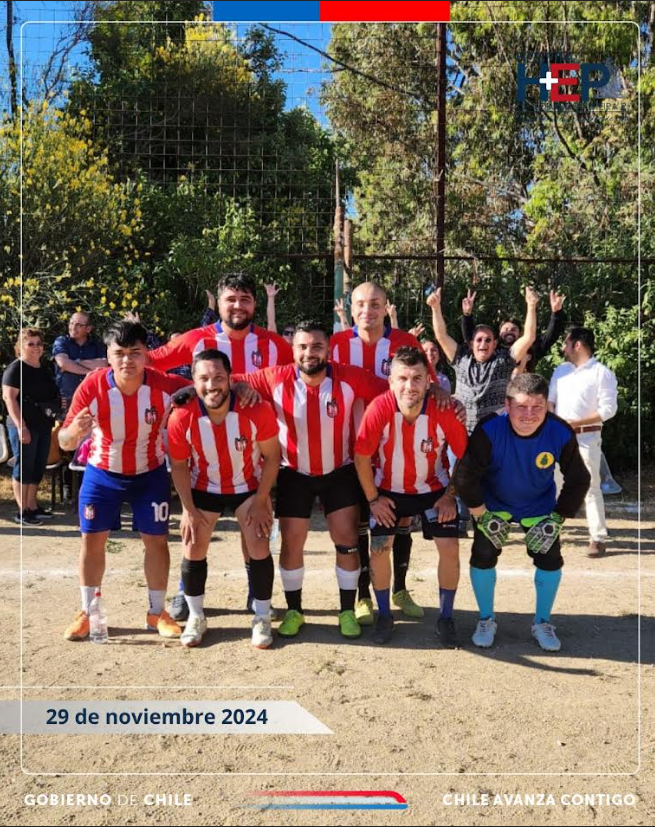 HEP
10
29 de noviembre 2024
GOBIERNO DE CHILE
CHILE AVANZA CONTIGO